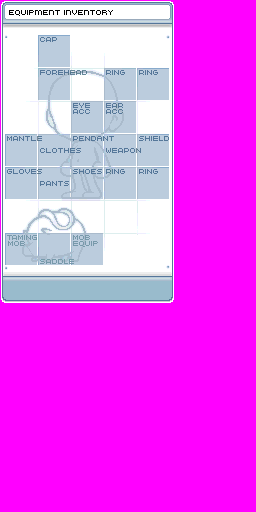 EQUIPMENT INVENTORY
CAP
FOREHEAD RING RING
EYE ACC EAR ACC
MANTLE PENDANT SHIELD
CLOTHES WEAPON
GLOVES SHOES RING RING
PANTS
TAMING MOB. MOB EQUIP
SADDLE